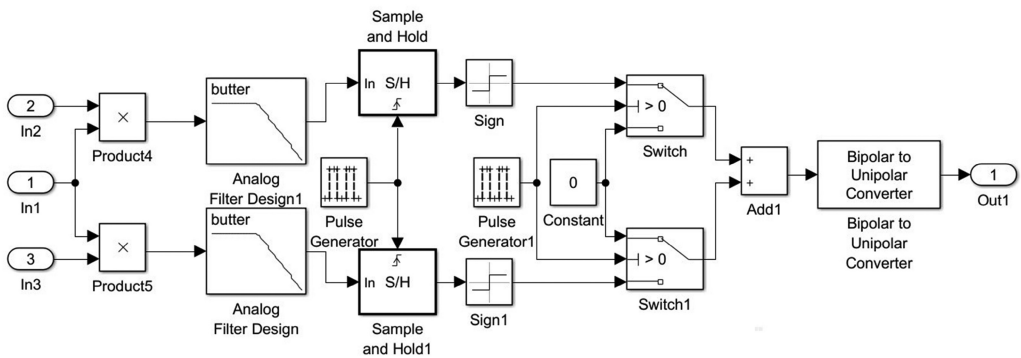 Sample
and Hold
butter
In S/H
2
In2
×
Product4
Sign
> 0
Switch
Analog
Filter Design1
1
In1
Pulse
Generator
Pulse
Generator1
0
Constant
+
+
Add1
Bipolar to
Unipolar
Converter
Bipolar to
Unipolar
Converter
1
Out1
butter
3
In3
×
Product5
In S/H
Sign1
> 0
Switch1
Analog
Filter Design
Sample
and Hold1